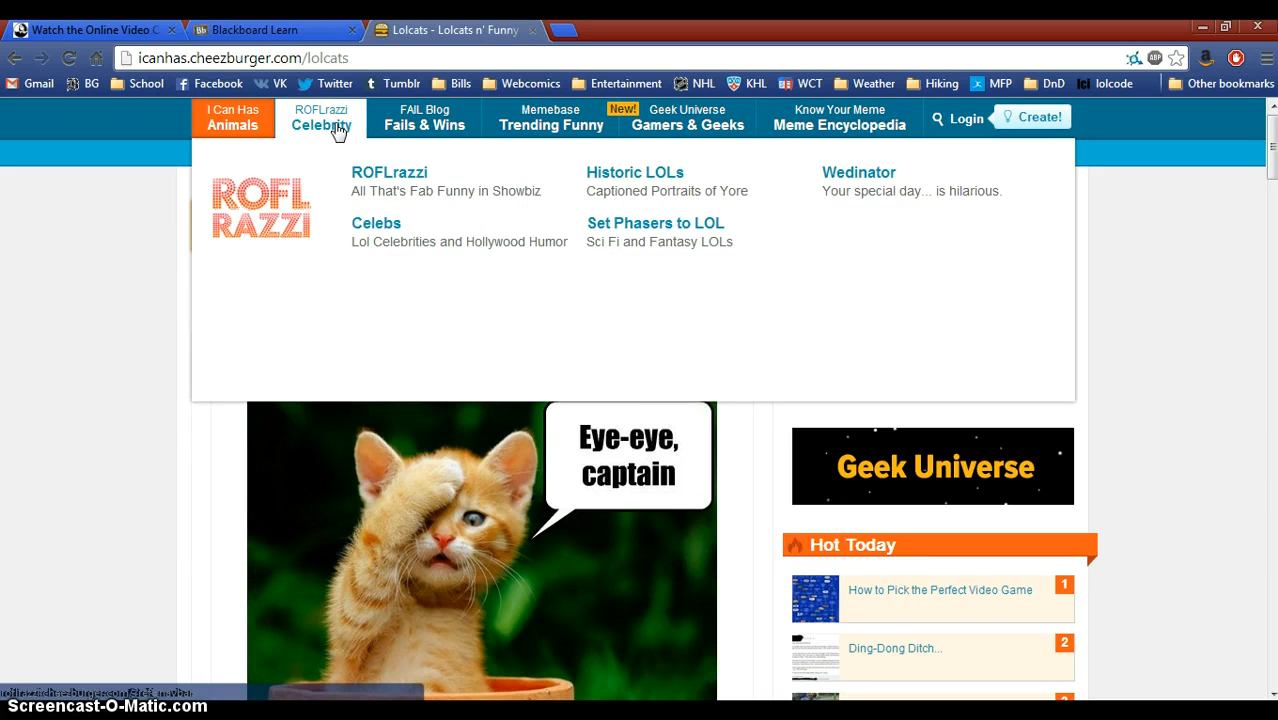 Watch the Online Video C
Blackboard Learn
Lolcats - Lolcats n' Funny
icanhas.cheezburger.com/lolcats
Gmail BG School Facebook VK Twitter Tumblr Bills Webcomics Entertainment NHL KHL WCT Weather Hiking MFP DnD lolcode Other bookmarks
I Can Has
Animals
ROFLrazzi
Celebrity
FAIL Blog
Fails & Wins
Memebase
Trending Funny
New!
Geek Universe
Gamers & Geeks
Know Your Meme
Meme Encyclopedia
Login
Create!
ROFL
RAZZI
ROFLrazzi
All That's Fab Funny in Showbiz
Historic LOLs
Captioned Portraits of Yore
Wedinator
Your special day... is hilarious.
Celebs
Lol Celebrities and Hollywood Humor
Set Phasers to LOL
Sci Fi and Fantasy LOLs
Eye-eye,
captain
Geek Universe
Hot Today
How to Pick the Perfect Video Game
1
Ding-Dong Ditch...
2
Screencast-O-Matic.com